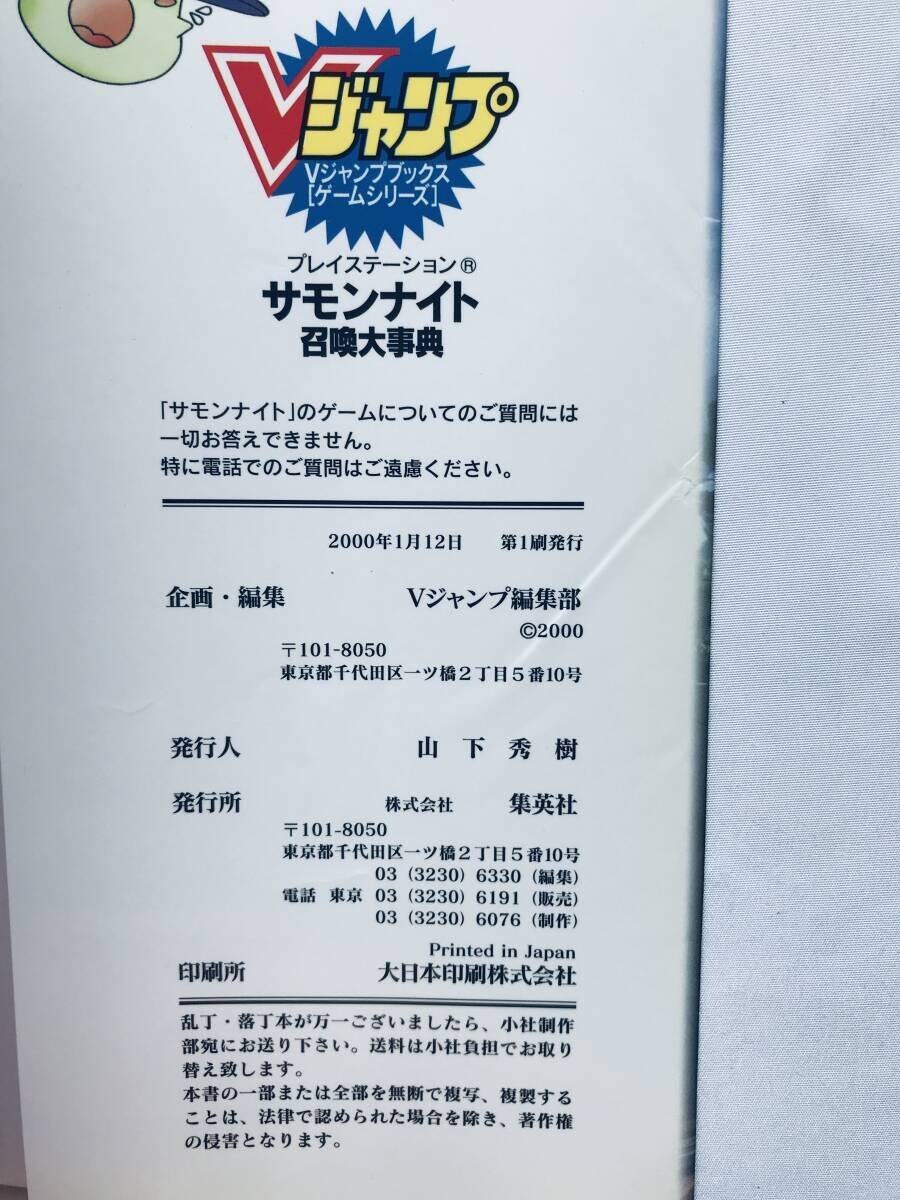 Vジャンプ
Vジャンプブックス
[ゲームシリーズ]
プレイステーション®
サモンナイト
召喚大事典
「サモンナイト」のゲームについてのご質問には
一切お答えできません。
特に電話でのご質問はご遠慮ください。
2000年1月12日 第1刷発行
企画・編集 Vジャンプ編集部
©2000
〒101-8050
東京都千代田区一ツ橋2丁目5番10号
発行人 山下秀樹
発行所 株式会社 集英社
〒101-8050
東京都千代田区一ツ橋2丁目5番10号
03 (3230) 6330 (編集)
電話 東京 03 (3230) 6191 (販売)
03 (3230) 6076 (制作)
Printed in Japan
印刷所 大日本印刷株式会社
乱丁・落丁本が万一ございましたら、小社制作
部宛にお送り下さい。送料は小社負担でお取り
替え致します。
本書の一部または全部を無断で複写、複製する
ことは、法律で認められた場合を除き、著作権
の侵害となります。